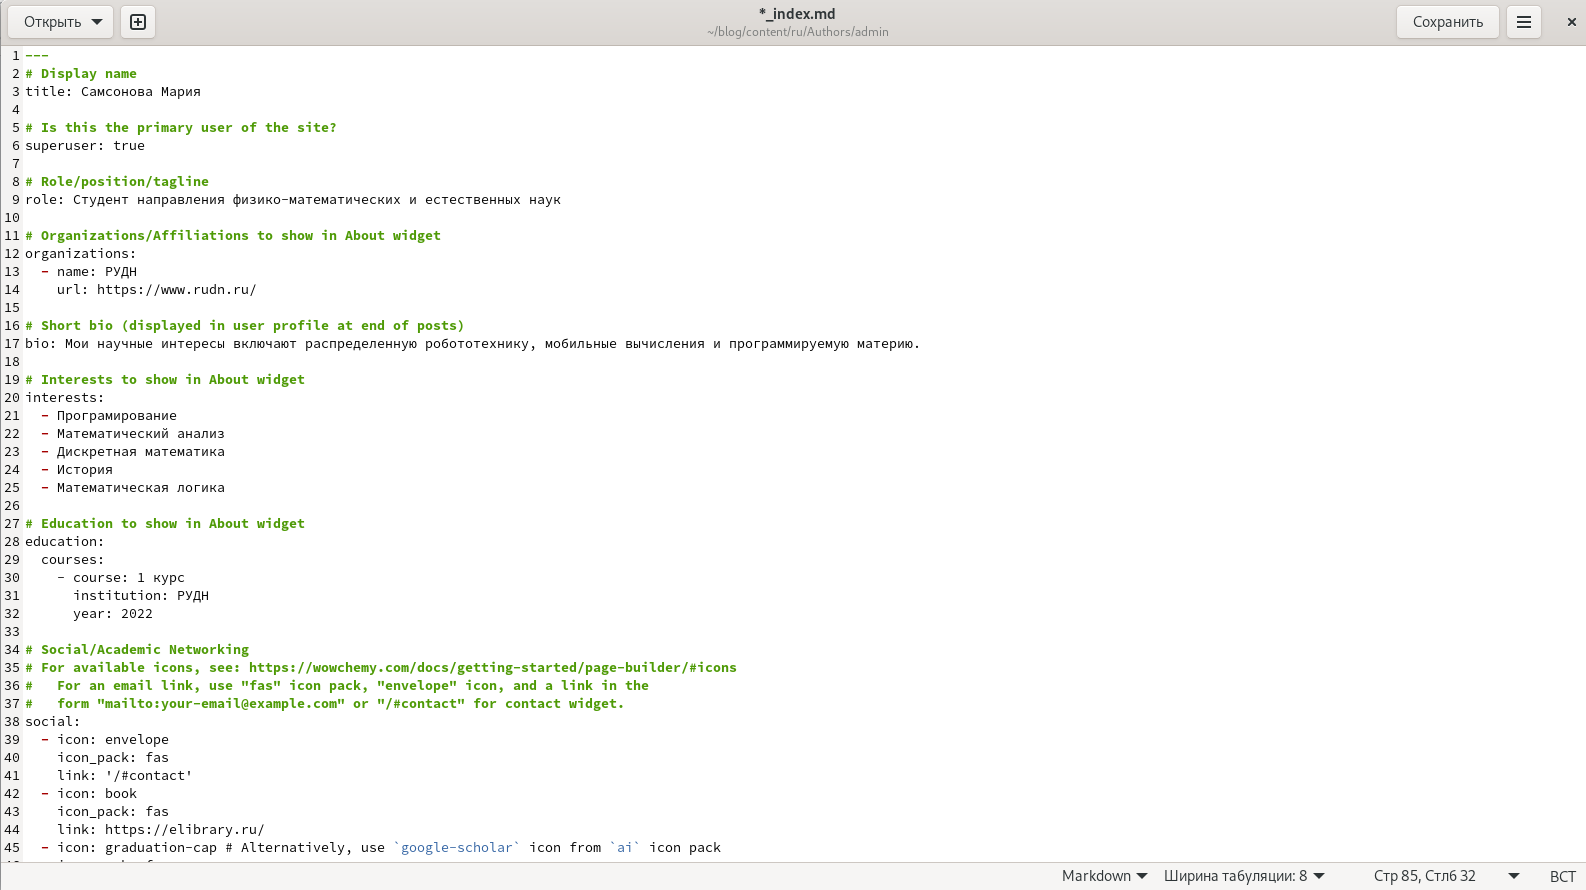 Открыть
*_index.md
~/blog/content/ru/Authors/admin
Сохранить
1 ---
2 # Display name
3 title: Самсонова Мария
4
5 # Is this the primary user of the site?
6 superuser: true
7
8 # Role/position/tagline
9 role: Студент направления физико-математических и естественных наук
10
11 # Organizations/Affiliations to show in About widget
12 organizations:
13   - name: РУДН
14     url: https://www.rudn.ru/
15
16 # Short bio (displayed in user profile at end of posts)
17 bio: Мои научные интересы включают распределенную робототехнику, мобильные вычисления и программируемую материю.
18
19 # Interests to show in About widget
20 interests:
21   - Програмирование
22   - Математический анализ
23   - Дискретная математика
24   - История
25   - Математическая логика
26
27 # Education to show in About widget
28 education:
29   courses:
30     - course: 1 курс
31       institution: РУДН
32       year: 2022
33
34 # Social/Academic Networking
35 # For available icons, see: https://wowchemy.com/docs/getting-started/page-builder/#icons
36 #   For an email link, use "fas" icon pack, "envelope" icon, and a link in the
37 #   form "mailto:your-email@example.com" or "/#contact" for contact widget.
38 social:
39   - icon: envelope
40     icon_pack: fas
41     link: '/#contact'
42   - icon: book
43     icon_pack: fas
44     link: https://elibrary.ru/
45   - icon: graduation-cap # Alternatively, use `google-scholar` icon from `ai` icon pack
Markdown
Ширина табуляции: 8
Стр 85, Стлб 32
ВСТ